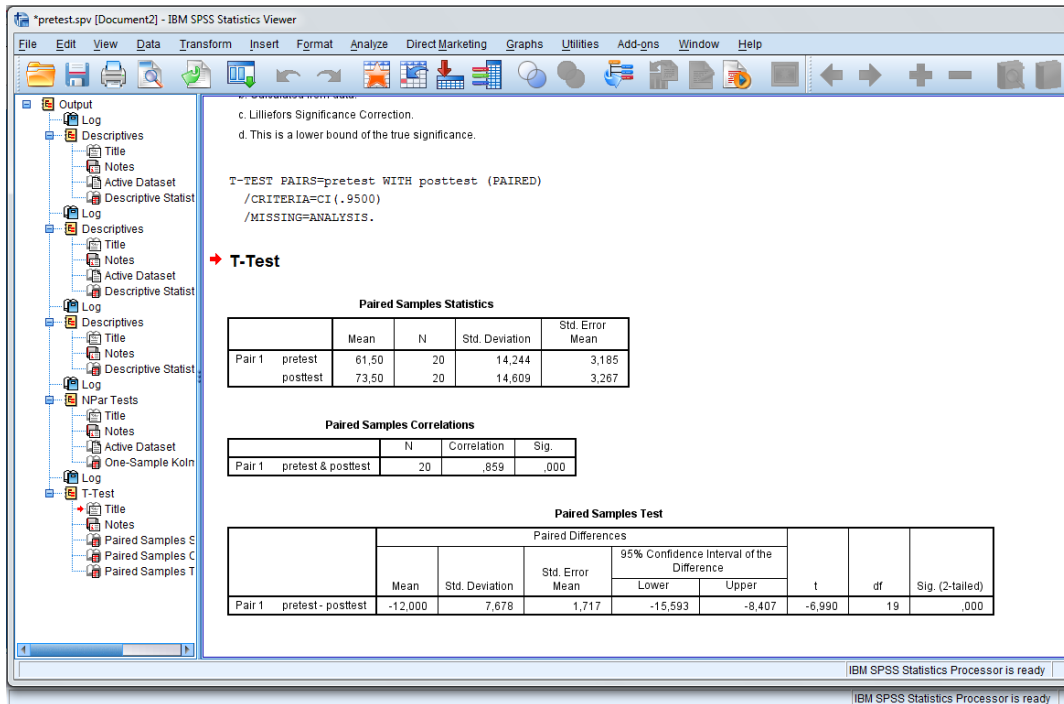 *pretest.spv [Document2] - IBM SPSS Statistics Viewer
File Edit View Data Transform Insert Format Analyze Direct Marketing Graphs Utilities Add-ons Window Help
Output
Log
Descriptives
Title
Notes
Active Dataset
Descriptive Statist
Log
Descriptives
Title
Notes
Active Dataset
Descriptive Statist
Log
Descriptives
Title
Notes
Descriptive Statist
Log
NPar Tests
Title
Notes
Active Dataset
One-Sample Kolm
Log
T-Test
Title
Notes
Paired Samples S
Paired Samples C
Paired Samples T
b. Calculated from data.
c. Lilliefors Significance Correction.
d. This is a lower bound of the true significance.
T-TEST PAIRS=pretest WITH posttest (PAIRED)
/CRITERIA=CI(.9500)
/MISSING=ANALYSIS.
T-Test
Paired Samples Statistics
Mean N Std. Deviation Std. Error Mean
Pair 1 pretest 61,50 20 14,244 3,185
posttest 73,50 20 14,609 3,267
Paired Samples Correlations
N Correlation Sig.
Pair 1 pretest & posttest 20 ,859 ,000
Paired Samples Test
Paired Differences
95% Confidence Interval of the Difference
Mean Std. Deviation Std. Error Mean Lower Upper t df Sig. (2-tailed)
Pair 1 pretest - posttest -12,000 7,678 1,717 -15,593 -8,407 -6,990 19 ,000
IBM SPSS Statistics Processor is ready
IBM SPSS Statistics Processor is ready